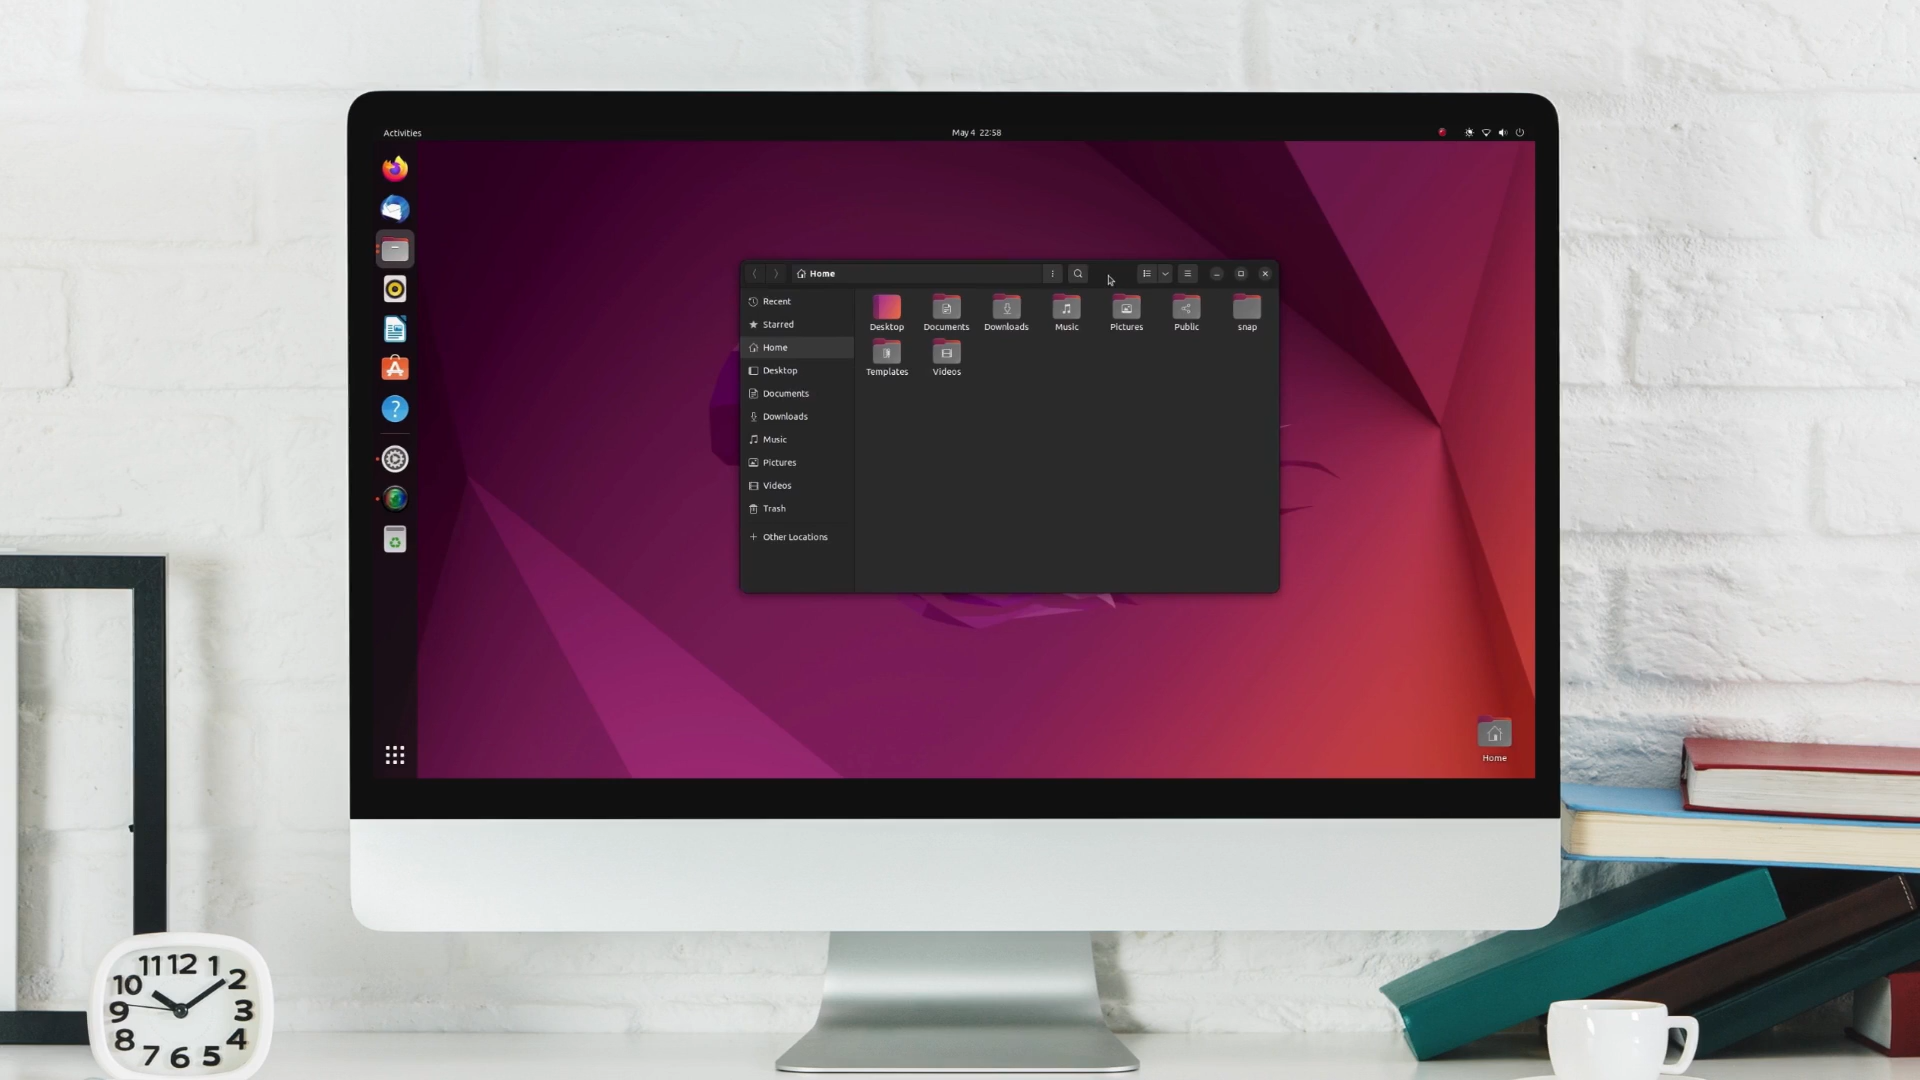 Activities
May 4 22:58
Home
Recent
Starred
Home
Desktop
Documents
Downloads
Music
Pictures
Videos
Trash
Other Locations
Desktop
Documents
Downloads
Music
Pictures
Public
snap
Templates
Videos
Home
11 12 1
10 2
9 3
8 4
7 6 5